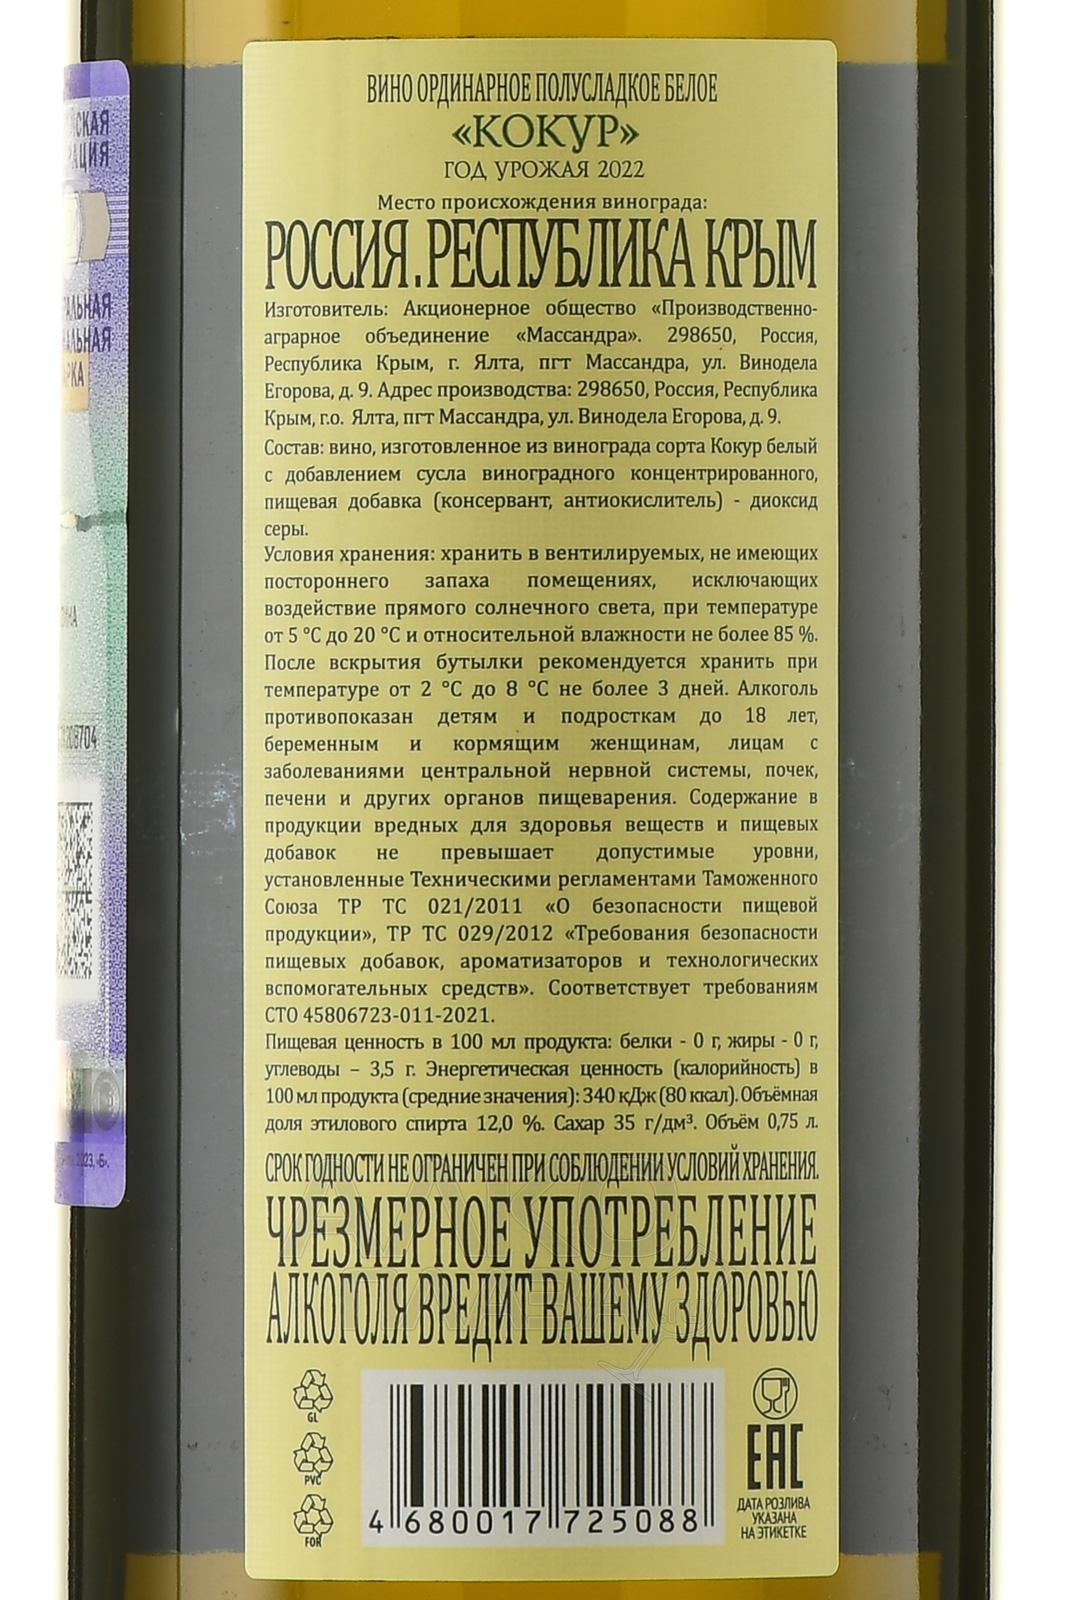 ВИНО ОРДИНАРНОЕ ПОЛУСЛАДКОЕ БЕЛОЕ
«КОКУР»
ГОД УРОЖАЯ 2022
Место происхождения винограда:
РОССИЯ. РЕСПУБЛИКА КРЫМ
Изготовитель: Акционерное общество «Производственно-
аграрное объединение «Массандра». 298650, Россия,
Республика Крым, г. Ялта, пгт Массандра, ул. Винодела
Егорова, д. 9. Адрес производства: 298650, Россия, Республика
Крым, г.о. Ялта, пгт Массандра, ул. Винодела Егорова, д. 9.
Состав: вино, изготовленное из винограда сорта Кокур белый
с добавлением сусла виноградного концентрированного,
пищевая добавка (консервант, антиокислитель) - диоксид
серы.
Условия хранения: хранить в вентилируемых, не имеющих
постороннего запаха помещениях, исключающих
воздействие прямого солнечного света, при температуре
от 5 °С до 20 °С и относительной влажности не более 85 %.
После вскрытия бутылки рекомендуется хранить при
температуре от 2 °С до 8 °С не более 3 дней. Алкоголь
противопоказан детям и подросткам до 18 лет,
беременным и кормящим женщинам, лицам с
заболеваниями центральной нервной системы, почек,
печени и других органов пищеварения. Содержание в
продукции вредных для здоровья веществ и пищевых
добавок не превышает допустимые уровни,
установленные Техническими регламентами Таможенного
Союза ТР ТС 021/2011 «О безопасности пищевой
продукции», ТР ТС 029/2012 «Требования безопасности
пищевых добавок, ароматизаторов и технологических
вспомогательных средств». Соответствует требованиям
СТО 45806723-011-2021.
Пищевая ценность в 100 мл продукта: белки - 0 г, жиры - 0 г,
углеводы – 3,5 г. Энергетическая ценность (калорийность) в
100 мл продукта (средние значения): 340 кДж (80 ккал). Объёмная
доля этилового спирта 12,0 %. Сахар 35 г/дм³. Объём 0,75 л.
СРОК ГОДНОСТИ НЕ ОГРАНИЧЕН ПРИ СОБЛЮДЕНИИ УСЛОВИЙ ХРАНЕНИЯ.
ЧРЕЗМЕРНОЕ УПОТРЕБЛЕНИЕ
АЛКОГОЛЯ ВРЕДИТ ВАШЕМУ ЗДОРОВЬЮ
GL
PVC
FOR
4 680017 725088
EAC
ДАТА РОЗЛИВА
УКАЗАНА
НА ЭТИКЕТКЕ